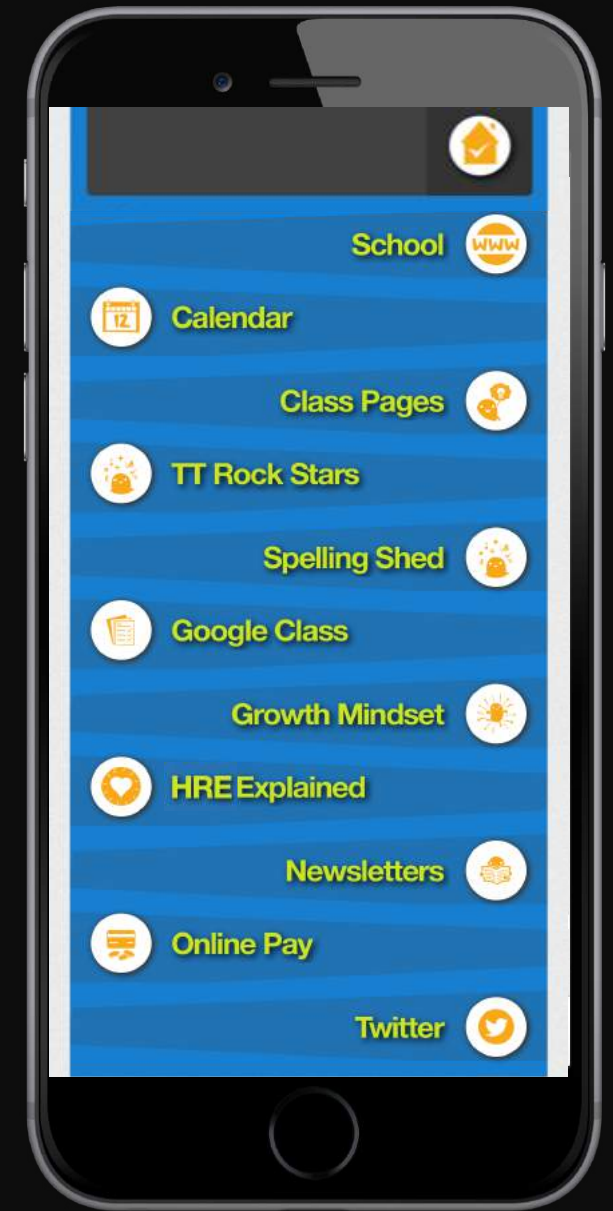 School
WWW
Calendar
12
Class Pages
TT Rock Stars
Spelling Shed
Google Class
Growth Mindset
HRE Explained
Newsletters
Online Pay
Twitter